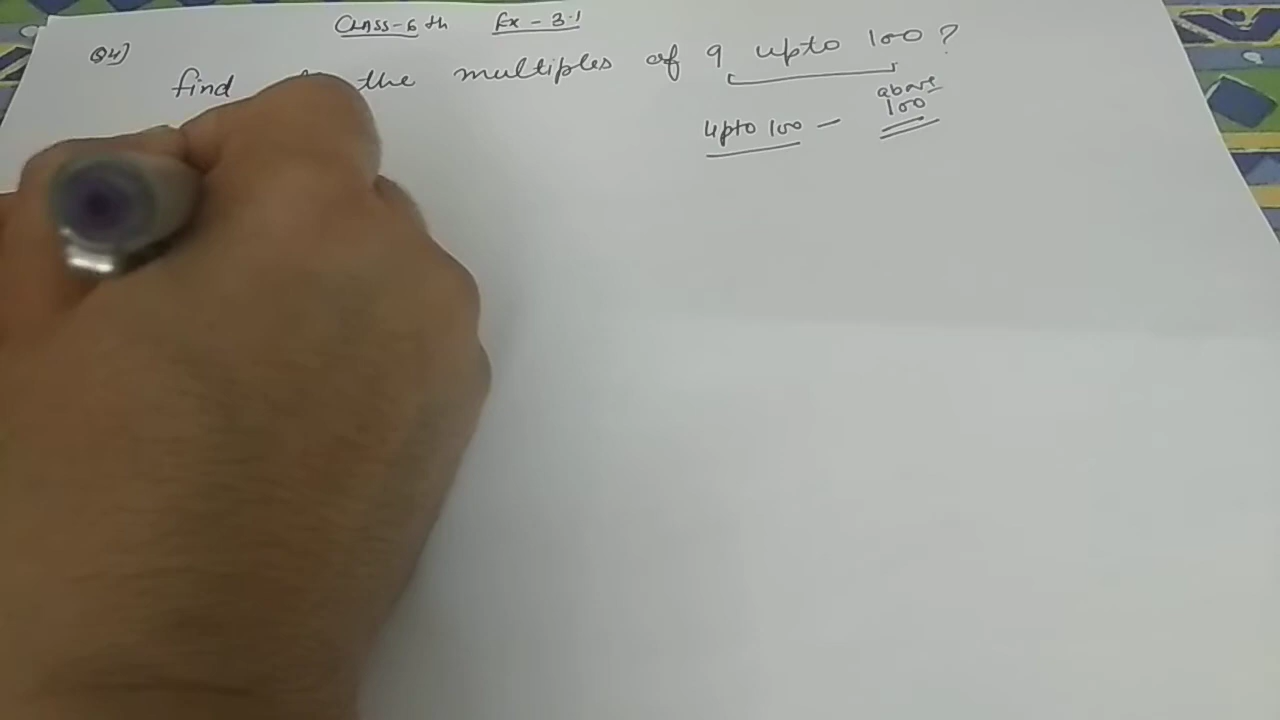 Class-6th Ex - 3.1
Q4)
find the multiples of 9 upto 100?
upto 100 — above 100